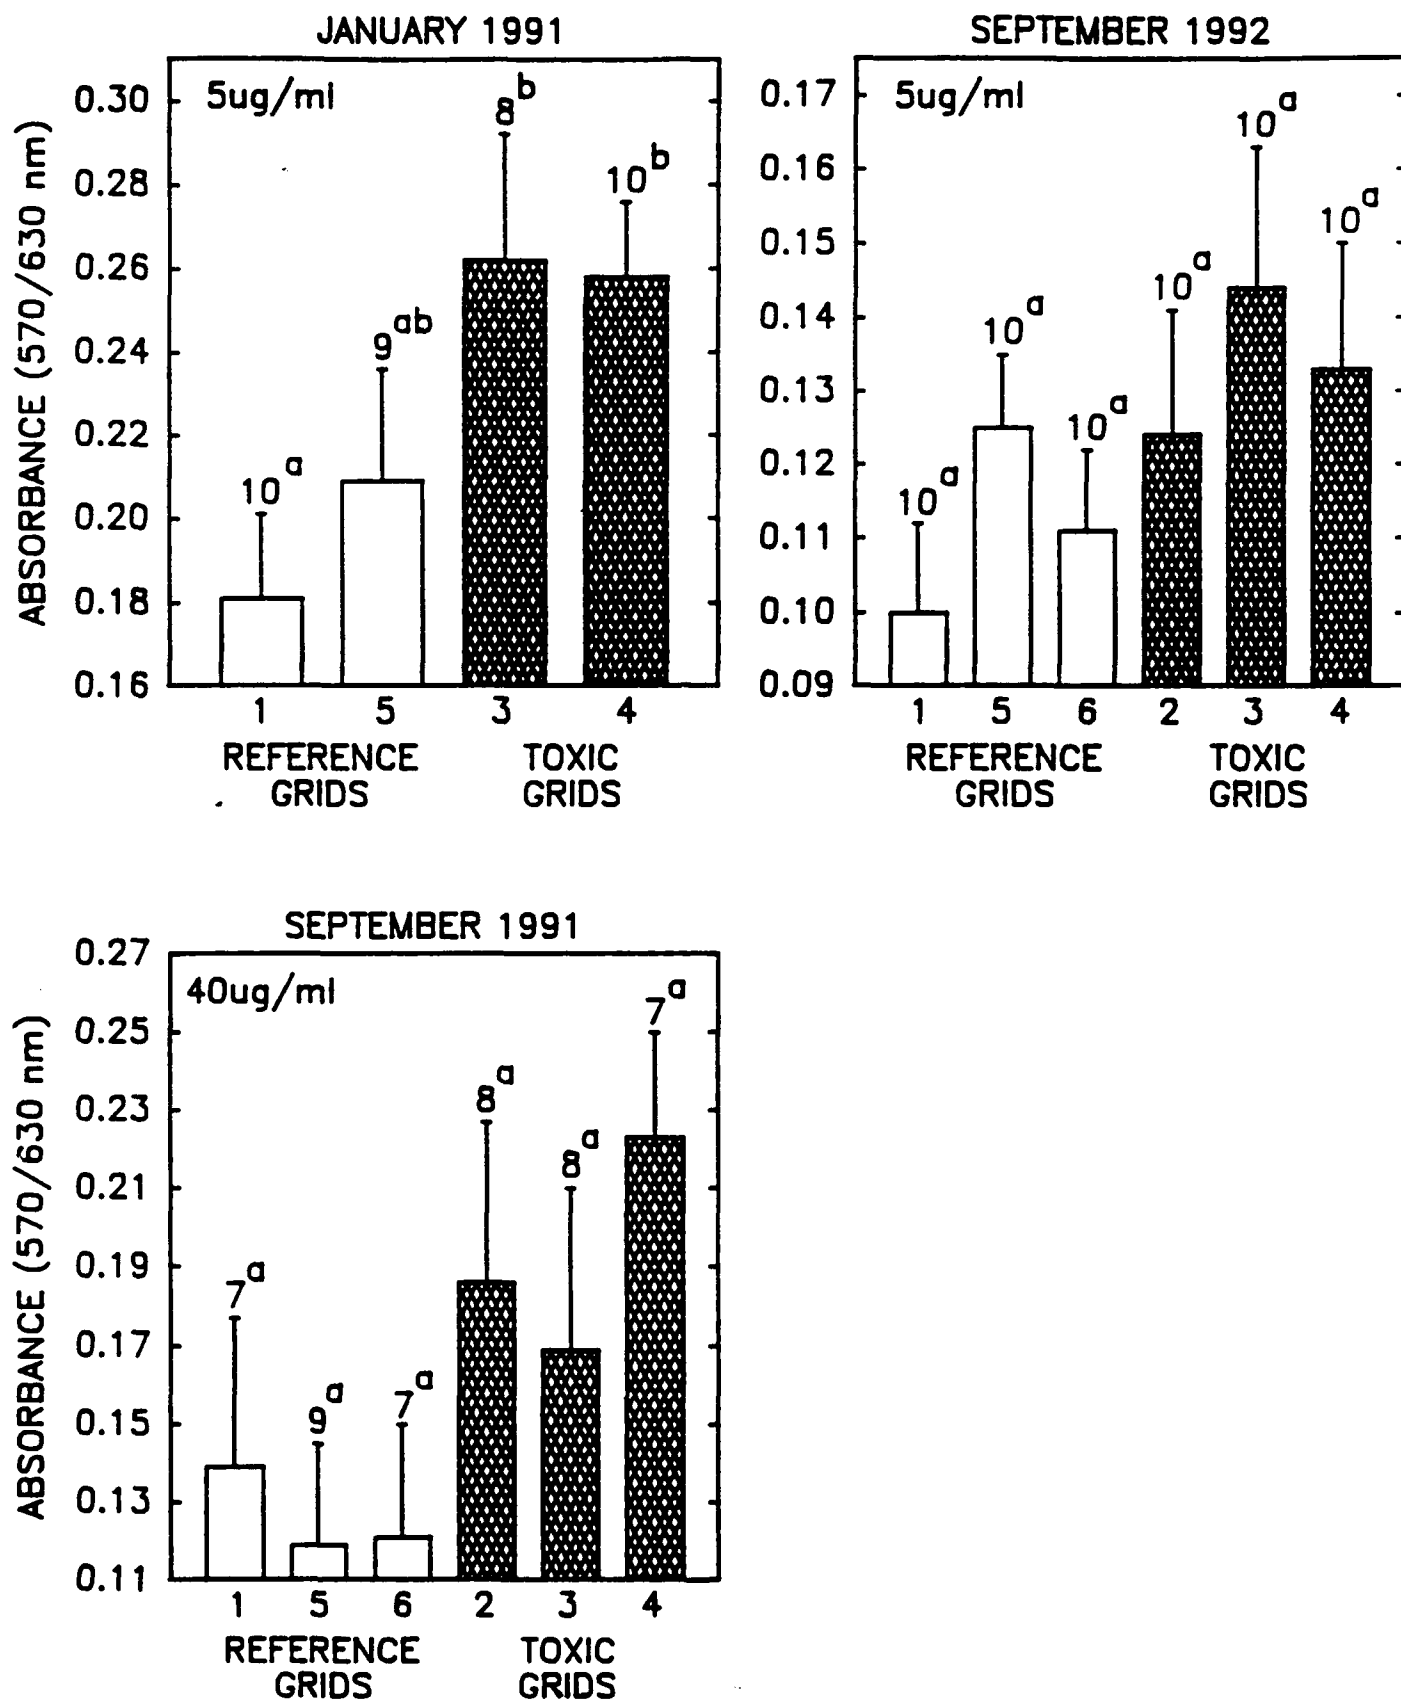 JANUARY 1991
5ug/ml
ABSORBANCE (570/630 nm)
0.30
0.28
0.26
0.24
0.22
0.20
0.18
0.16
10a
9ab
8b
10b
1 5 3 4
REFERENCE GRIDS
TOXIC GRIDS
SEPTEMBER 1992
5ug/ml
0.17
0.16
0.15
0.14
0.13
0.12
0.11
0.10
0.09
10a
10a
10a
10a
10a
10a
1 5 6 2 3 4
REFERENCE GRIDS
TOXIC GRIDS
SEPTEMBER 1991
40ug/ml
ABSORBANCE (570/630 nm)
0.27
0.25
0.23
0.21
0.19
0.17
0.15
0.13
0.11
7a
9a
7a
8a
8a
7a
1 5 6 2 3 4
REFERENCE GRIDS
TOXIC GRIDS